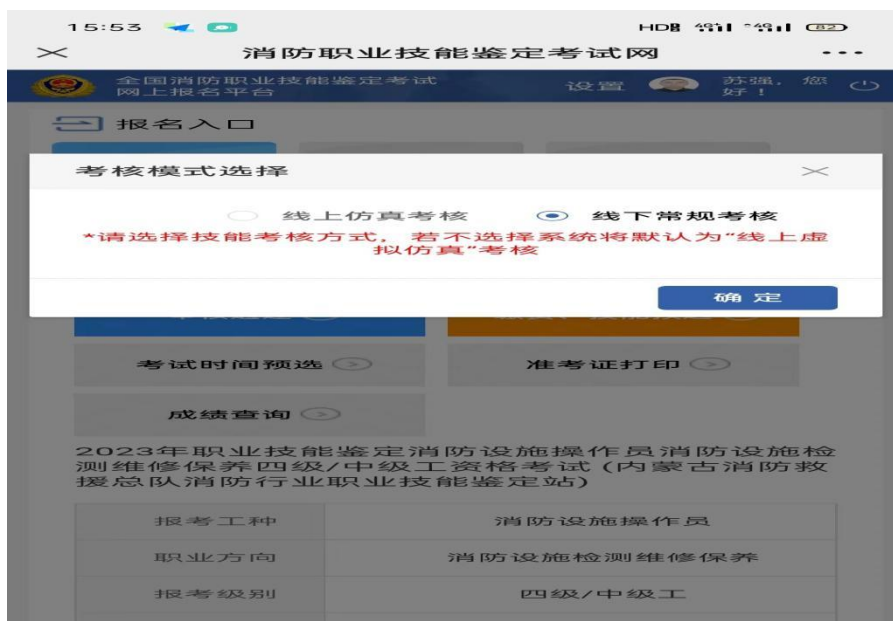 15:53
HD 49 49 82
消防职业技能鉴定考试网
全国消防职业技能鉴定考试
网上报名平台
设置
苏强，您
好！
报名入口
考核模式选择
线上仿真考核
线下常规考核
*请选择技能考核方式，若不选择系统将默认为“线上虚
拟仿真”考核
确定
考试时间预选
准考证打印
成绩查询
2023年职业技能鉴定消防设施操作员消防设施检
测维修保养四级/中级工资格考试(内蒙古消防救
援总队消防行业职业技能鉴定站)
报考工种
消防设施操作员
职业方向
消防设施检测维修保养
报考级别
四级/中级工